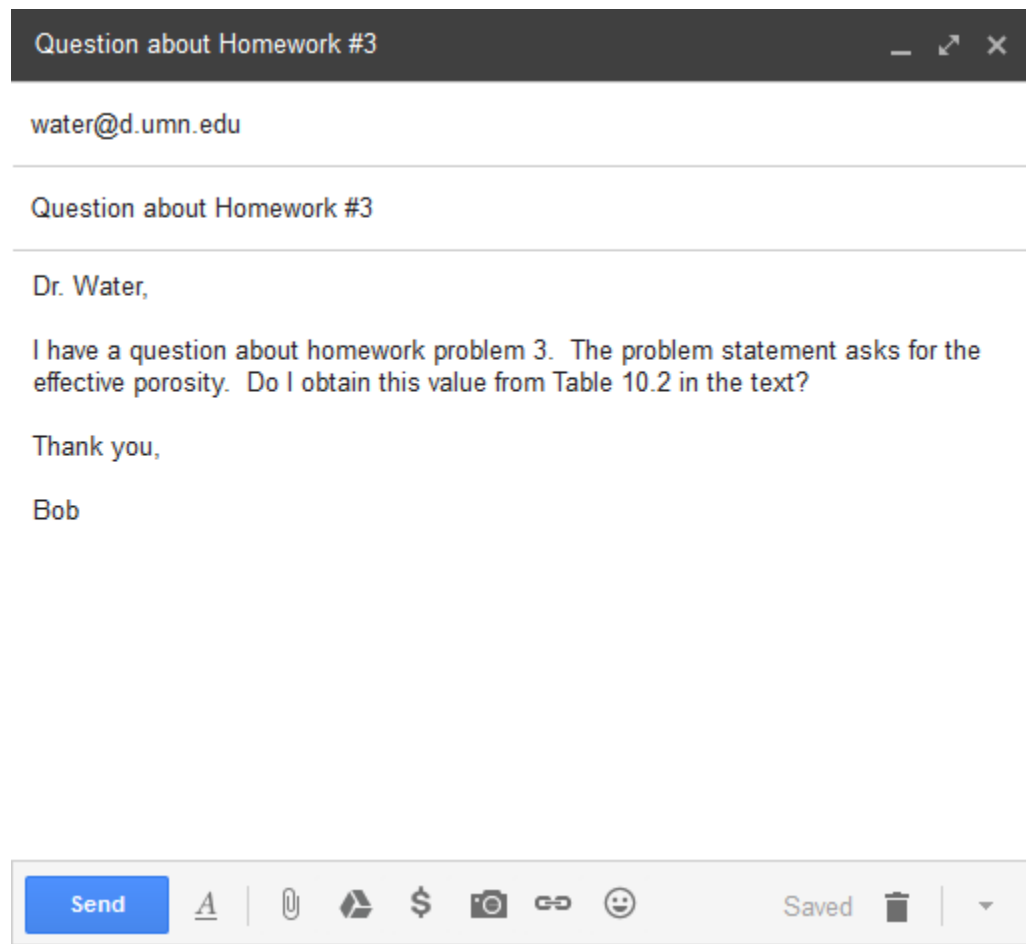 Question about Homework #3
water@d.umn.edu
Question about Homework #3
Dr. Water,
I have a question about homework problem 3.  The problem statement asks for the
effective porosity.  Do I obtain this value from Table 10.2 in the text?
Thank you,
Bob
Send A $ Saved